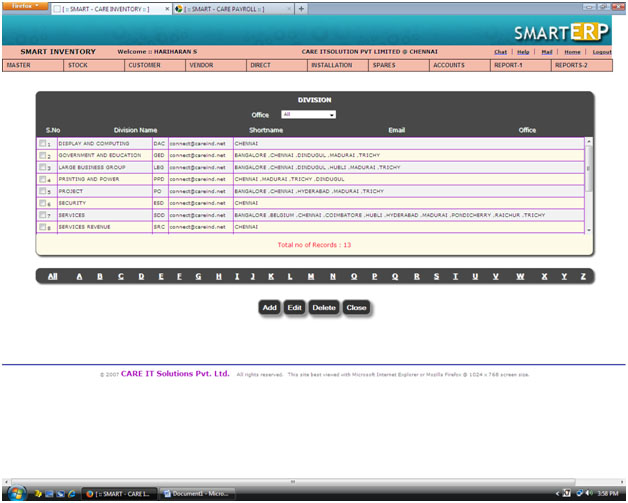 firefox
[ :: SMART - CARE INVENTORY :: ] × [ :: SMART - CARE PAYROLL :: ] × +
SMARTERP
SMART INVENTORY Welcome :: HARIHARAN S CARE ITSOLUTION PVT LIMITED @ CHENNAI Chat | Help | Mail | Home | Logout
MASTER STOCK CUSTOMER VENDOR DIRECT INSTALLATION SPARES ACCOUNTS REPORT-1 REPORTS-2
DIVISION
Office All
S.No Division Name Shortname Email Office
1 DISPLAY AND COMPUTING DAC connect@careind.net CHENNAI
2 GOVERNMENT AND EDUCATION GED connect@careind.net BANGALORE ,CHENNAI ,DINDUGUL ,MADURAI ,TRICHY
3 LARGE BUSINESS GROUP LBG connect@careind.net BANGALORE ,CHENNAI ,DINDUGUL ,HUBLI ,MADURAI ,TRICHY
4 PRINTING AND POWER PPD connect@careind.net CHENNAI ,MADURAI ,TRICHY ,DINDUGUL
5 PROJECT PO connect@careind.net BANGALORE ,CHENNAI ,HYDERABAD ,MADURAI ,TRICHY
6 SECURITY ESD connect@careind.net CHENNAI
7 SERVICES SDD connect@careind.net BANGALORE ,BELGIUM ,CHENNAI ,COIMBATORE ,HUBLI ,HYDERABAD ,MADURAI ,PONDICHERRY ,RAICHUR ,TRICHY
8 SERVICES REVENUE SRC connect@careind.net CHENNAI
Total no of Records : 13
All A B C D E F G H I J K L M N O P Q R S T U V W X Y Z
Add Edit Delete Close
© 2007 CARE IT Solutions Pvt. Ltd. All rights reserved. This site best viewed with Microsoft Internet Explorer or Mozilla Firefox @ 1024 x 768 screen size.
[ :: SMART - CARE I... Document1 - Micro... 3:58 PM